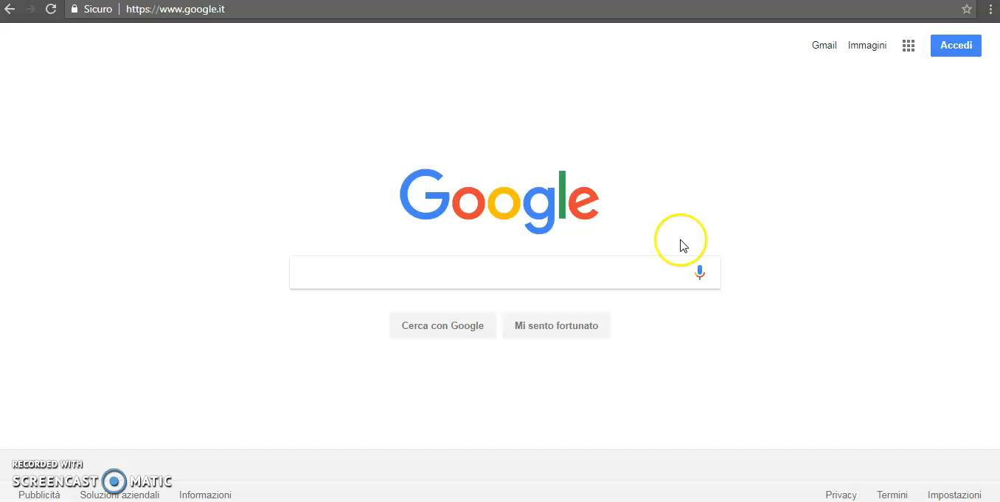 Sicuro https://www.google.it
Gmail Immagini Accedi
Google
Cerca con Google Mi sento fortunato
RECORDED WITH
SCREENCAST MATIC
Pubblicità Soluzioni aziendali Informazioni Privacy Termini Impostazioni